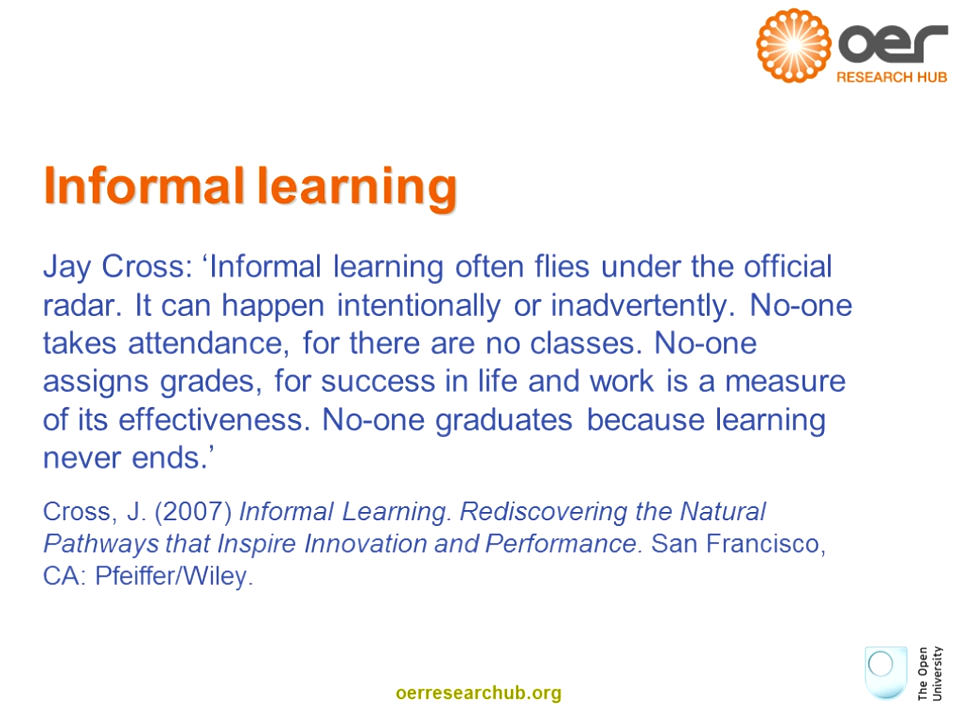 oer
RESEARCH HUB
Informal learning
Jay Cross: ‘Informal learning often flies under the official
radar. It can happen intentionally or inadvertently. No-one
takes attendance, for there are no classes. No-one
assigns grades, for success in life and work is a measure
of its effectiveness. No-one graduates because learning
never ends.’
Cross, J. (2007) Informal Learning. Rediscovering the Natural
Pathways that Inspire Innovation and Performance. San Francisco,
CA: Pfeiffer/Wiley.
oerresearchub.org
The Open
University